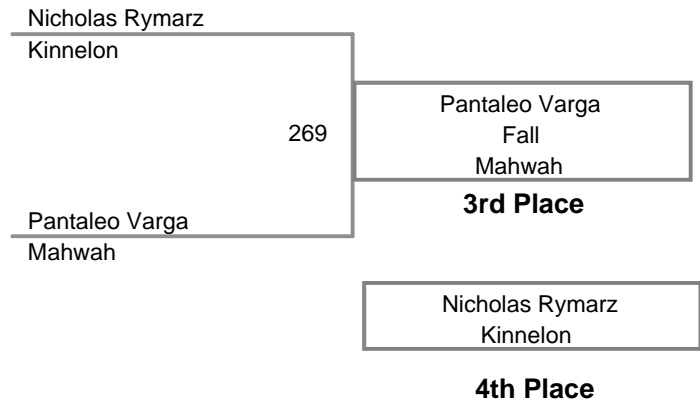 Nicholas Rymarz
Kinnelon
269
Pantaleo Varga
Fall
Mahwah
3rd Place
Pantaleo Varga
Mahwah
Nicholas Rymarz
Kinnelon
4th Place